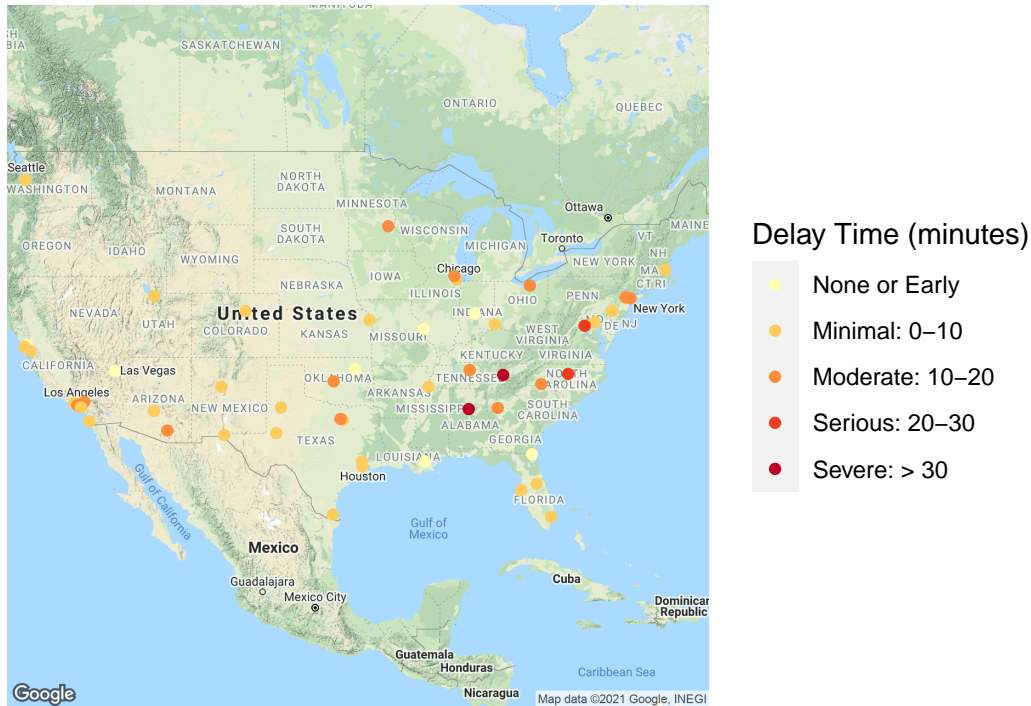 MANITOBA
SASKATCHEWAN
ONTARIO
QUEBEC
Seattle
WASHINGTON
MONTANA
NORTH
DAKOTA
MINNESOTA
Ottawa
MAINE
OREGON
IDAHO
WYOMING
SOUTH
DAKOTA
WISCONSIN
MICHIGAN
Toronto
VT
NH
NEW YORK
MA
CT RI
IOWA
Chicago
NEBRASKA
ILLINOIS
OHIO
PENN
New York
NEVADA
UTAH
United States
COLORADO
KANSAS
MISSOURI
INDIANA
WEST
VIRGINIA
MD
DE NJ
CALIFORNIA
Las Vegas
KENTUCKY
VIRGINIA
Los Angeles
ARIZONA
NEW MEXICO
OKLAHOMA
ARKANSAS
TENNESSEE
NORTH
CAROLINA
MISSISSIPPI
ALABAMA
SOUTH
CAROLINA
TEXAS
LOUISIANA
GEORGIA
Houston
FLORIDA
Gulf of California
Gulf of
Mexico
Mexico
Guadalajara
Mexico City
Cuba
Dominican
Republic
Guatemala
Honduras
Nicaragua
Caribbean Sea
Google
Map data ©2021 Google, INEGI
Delay Time (minutes)
None or Early
Minimal: 0–10
Moderate: 10–20
Serious: 20–30
Severe: > 30